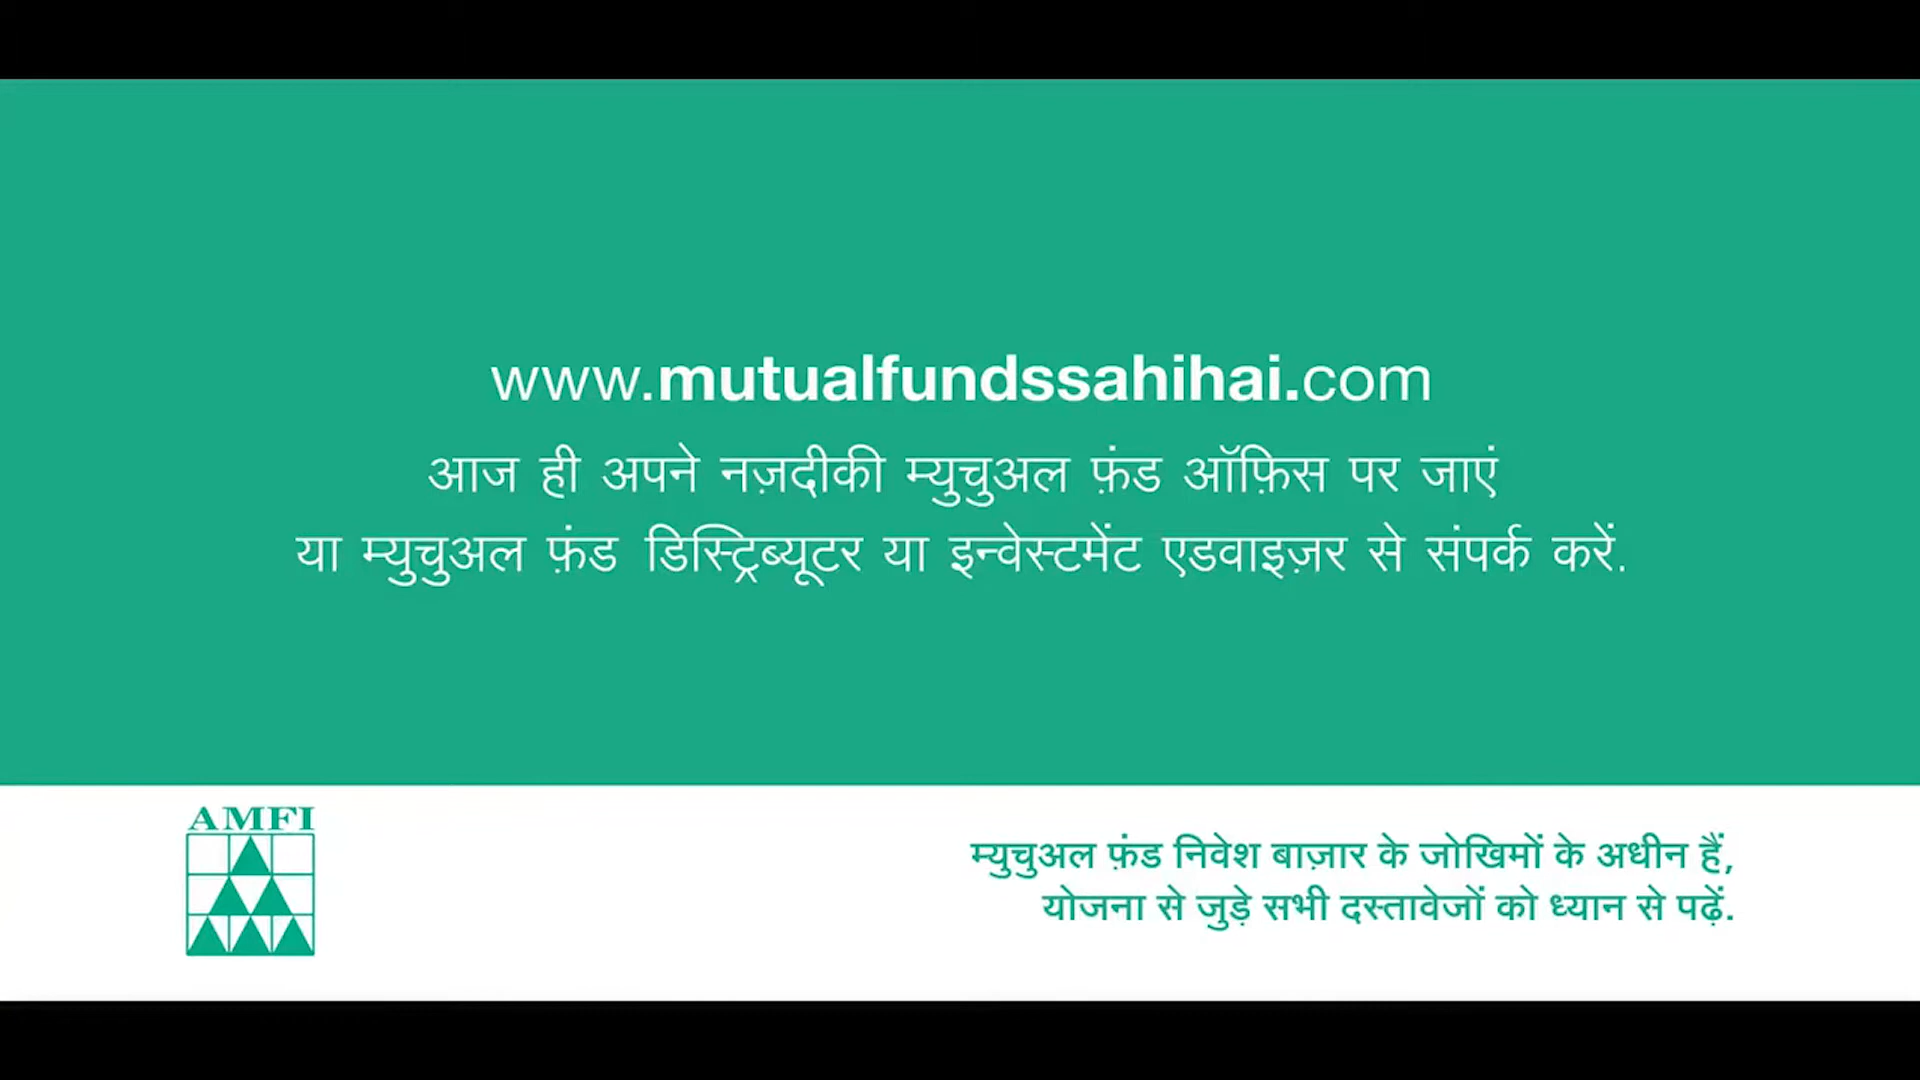 www.mutualfundssahihai.com
आज ही अपने नज़दीकी म्युचुअल फ़ंड ऑफ़िस पर जाएं
या म्युचुअल फ़ंड डिस्ट्रिब्यूटर या इन्वेस्टमेंट एडवाइज़र से संपर्क करें.
AMFI
म्युचुअल फ़ंड निवेश बाज़ार के जोखिमों के अधीन हैं,
योजना से जुड़े सभी दस्तावेजों को ध्यान से पढ़ें.